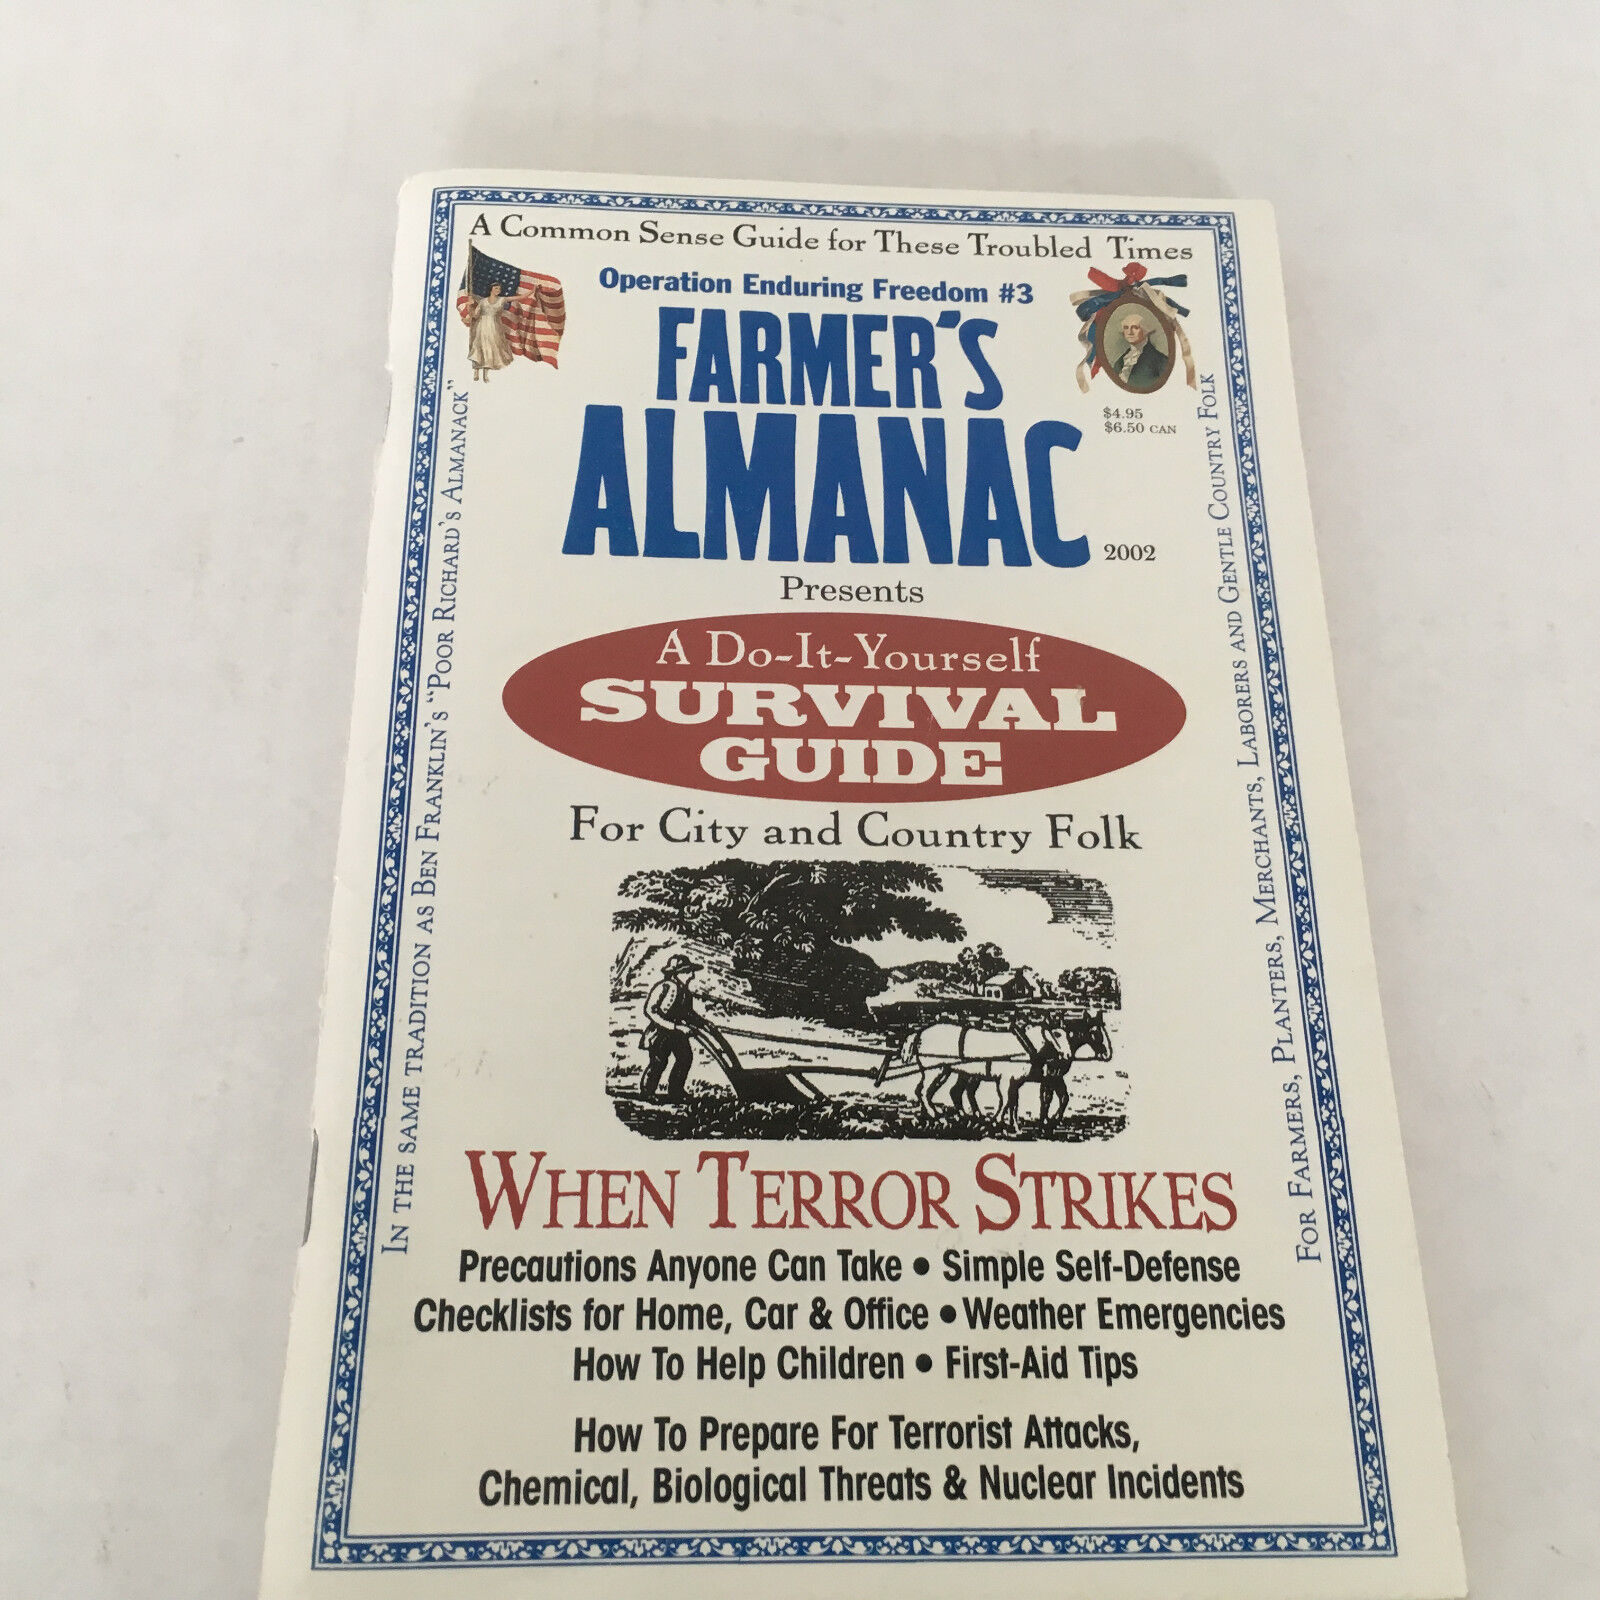 A Common Sense Guide for These Troubled Times
Operation Enduring Freedom #3
FARMER'S
ALMANAC
$4.95
$6.50 CAN
2002
Presents
A Do-It-Yourself
SURVIVAL
GUIDE
For City and Country Folk
IN THE SAME TRADITION AS BEN FRANKLIN'S "POOR RICHARD'S ALMANACK"
FOR FARMERS, PLANTERS, MERCHANTS, LABORERS AND GENTLE COUNTRY FOLK
WHEN TERROR STRIKES
Precautions Anyone Can Take • Simple Self-Defense
Checklists for Home, Car & Office • Weather Emergencies
How To Help Children • First-Aid Tips
How To Prepare For Terrorist Attacks,
Chemical, Biological Threats & Nuclear Incidents